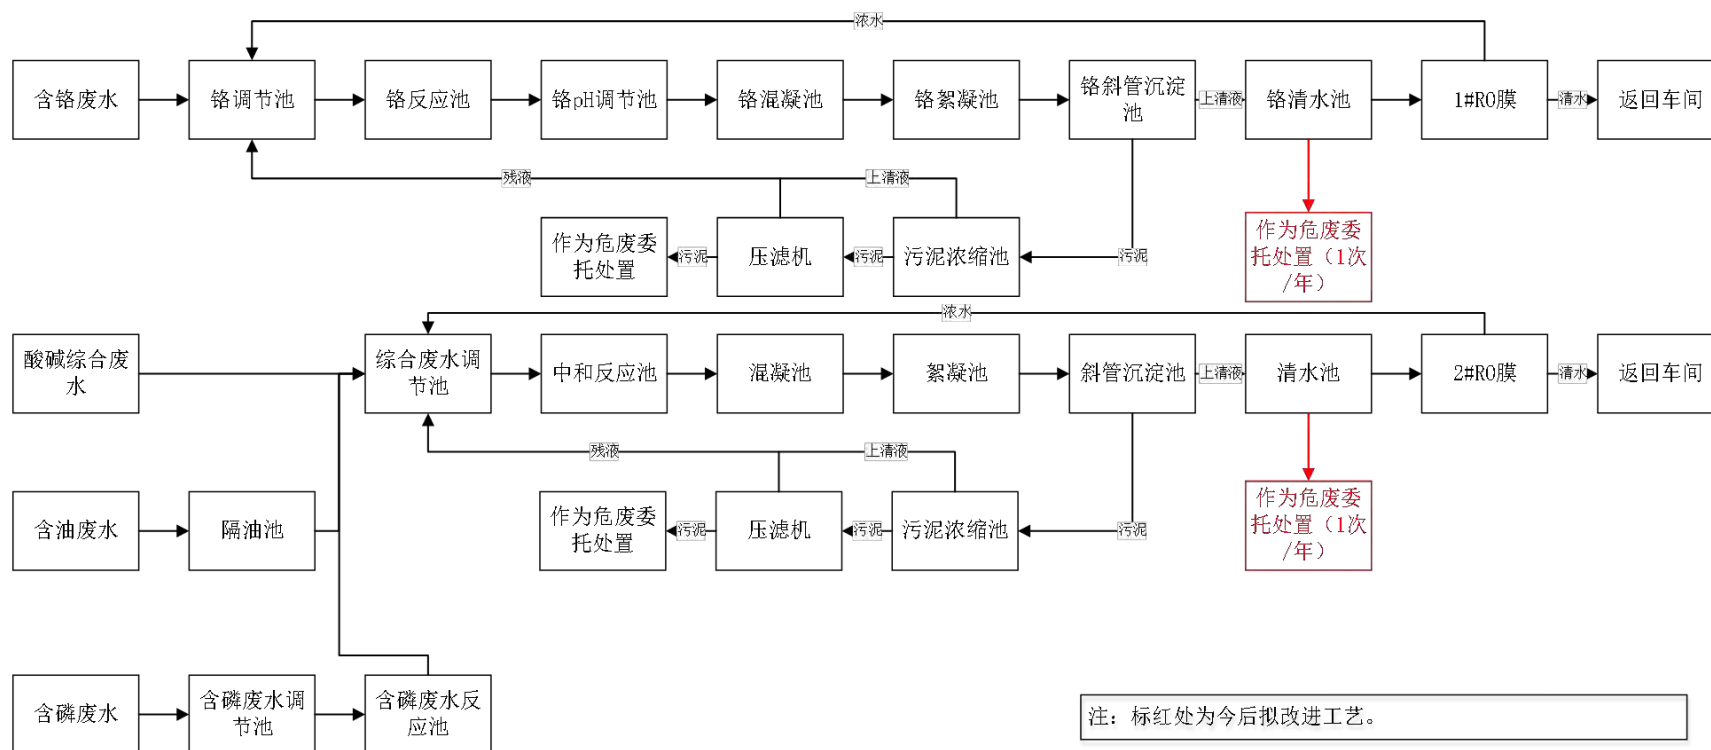 浓水
含铬废水
铬调节池
铬反应池
铬pH调节池
铬混凝池
铬絮凝池
铬斜管沉淀
池
上清液
铬清水池
1#RO膜
清水
返回车间
残液
上清液
作为危废委
托处置
污泥
压滤机
污泥
污泥浓缩池
污泥
作为危废委
托处置（1次
/年）
浓水
酸碱综合废
水
综合废水调
节池
中和反应池
混凝池
絮凝池
斜管沉淀池
上清液
清水池
2#RO膜
清水
返回车间
残液
上清液
含油废水
隔油池
作为危废委
托处置
污泥
压滤机
污泥
污泥浓缩池
污泥
作为危废委
托处置（1次
/年）
含磷废水
含磷废水调
节池
含磷废水反
应池
注：标红处为今后拟改进工艺。